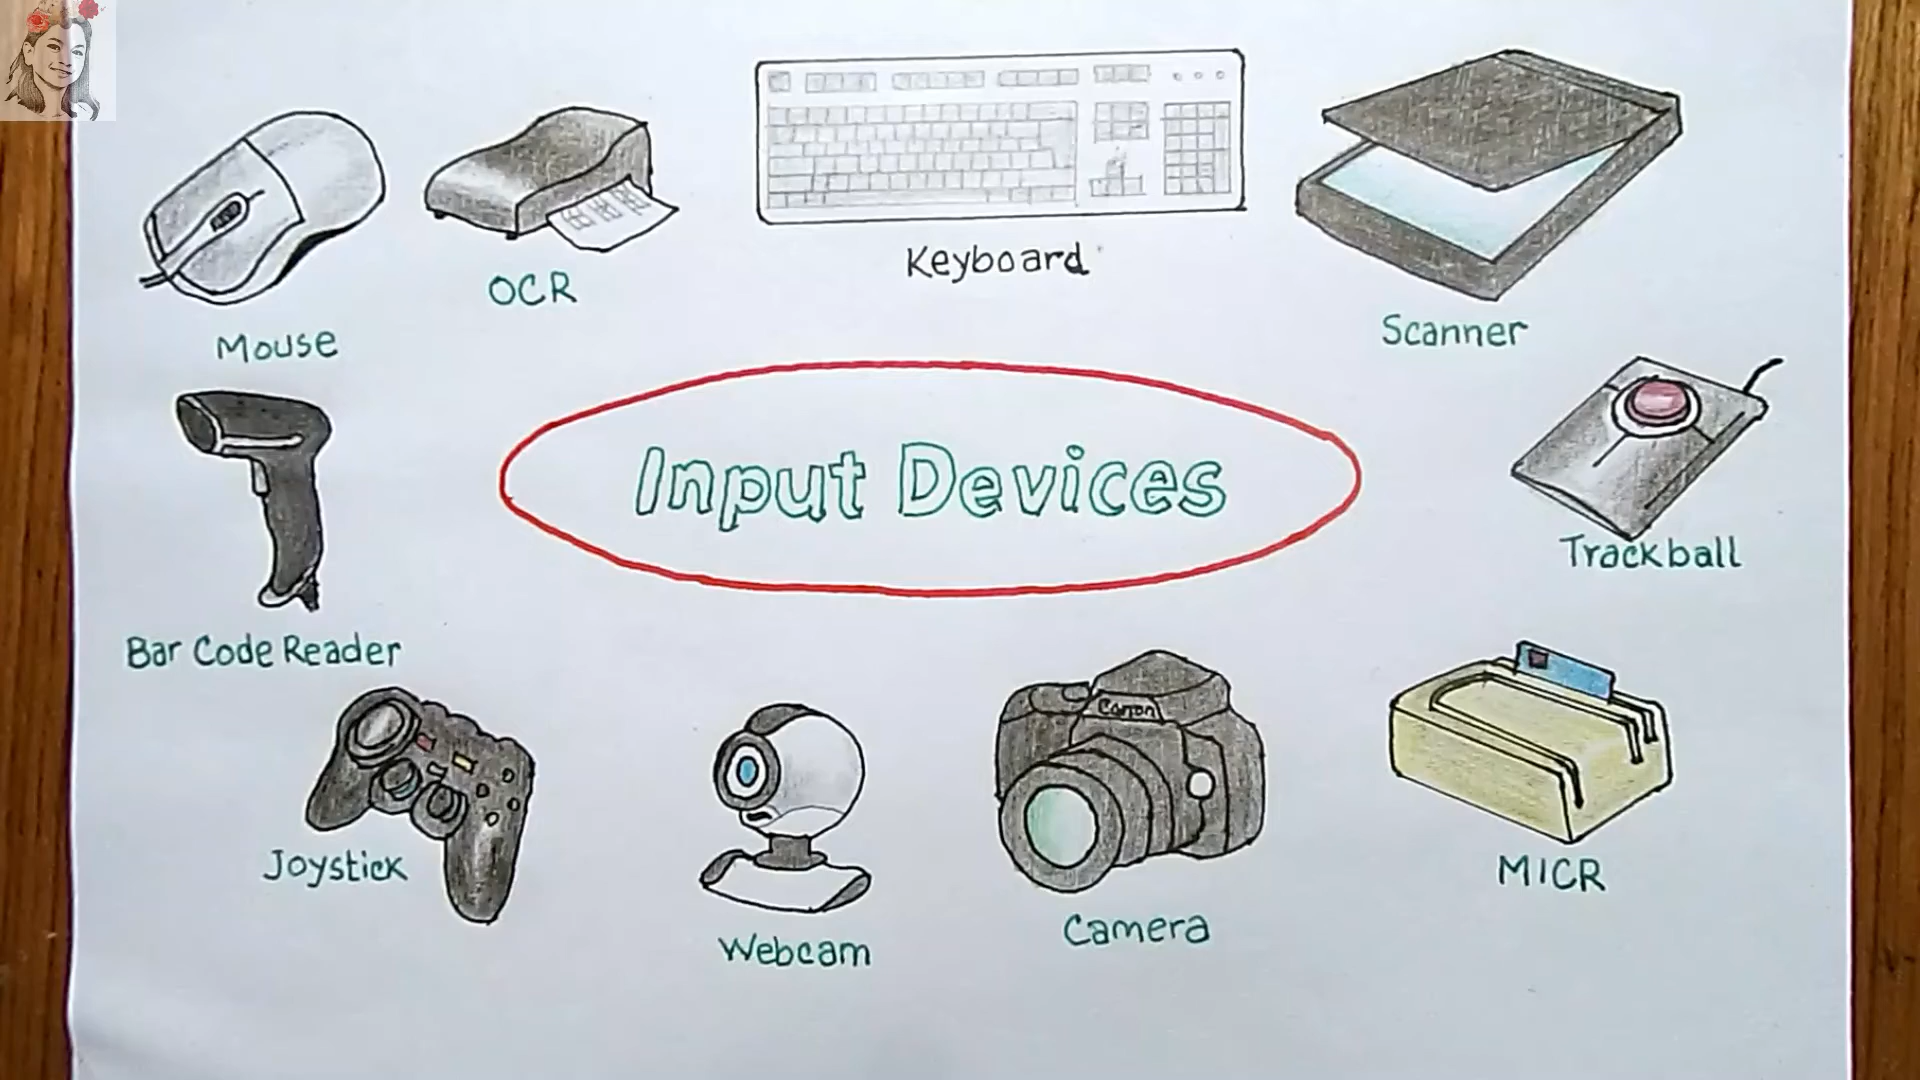 Keyboard
OCR
Mouse
Scanner
Input Devices
Trackball
Bar Code Reader
Canon
Joystick
MICR
Camera
Webcam